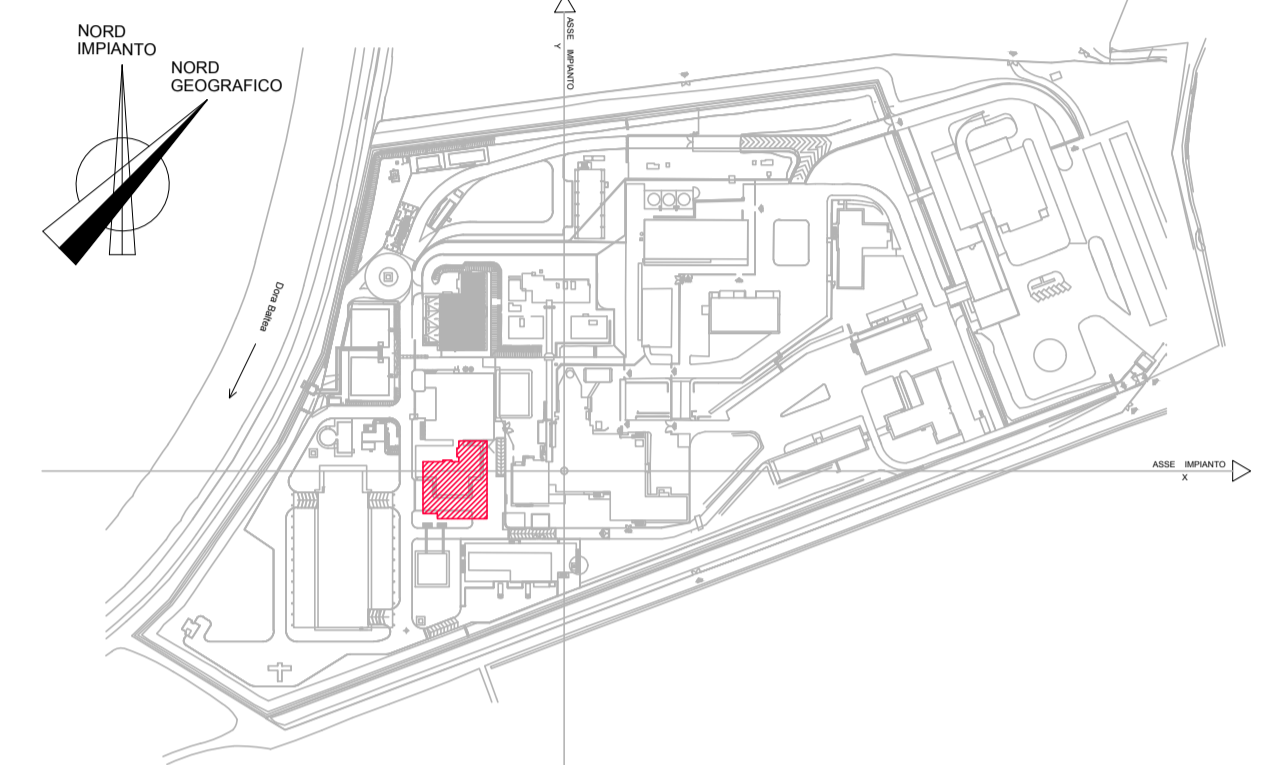 NORD
IMPIANTO
NORD
GEOGRAFICO
ASSE IMPIANTO
Y
Dora Baltea
ASSE IMPIANTO
X